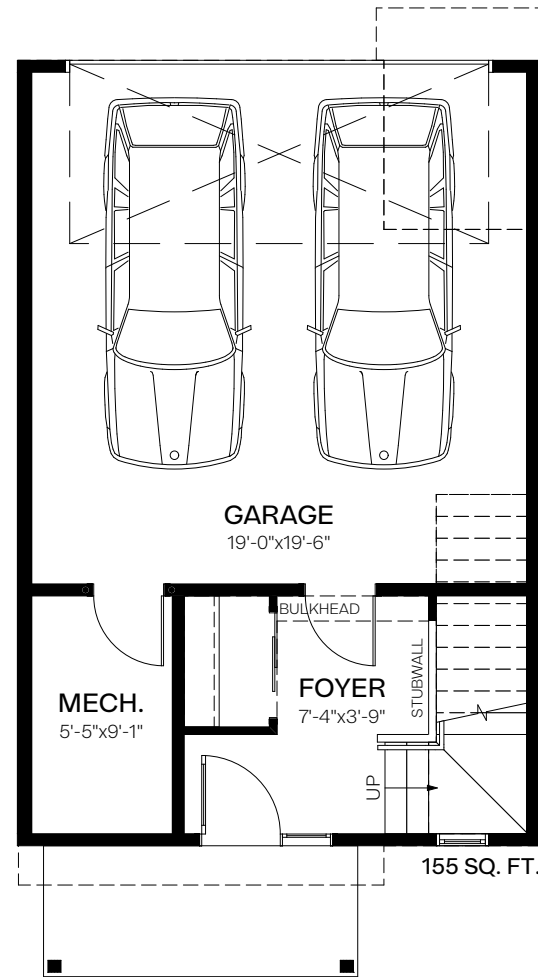 GARAGE
19'-0"x19'-6"
BULKHEAD
FOYER
7'-4"x3'-9"
STUBWALL
MECH.
5'-5"x9'-1"
UP
155 SQ. FT.